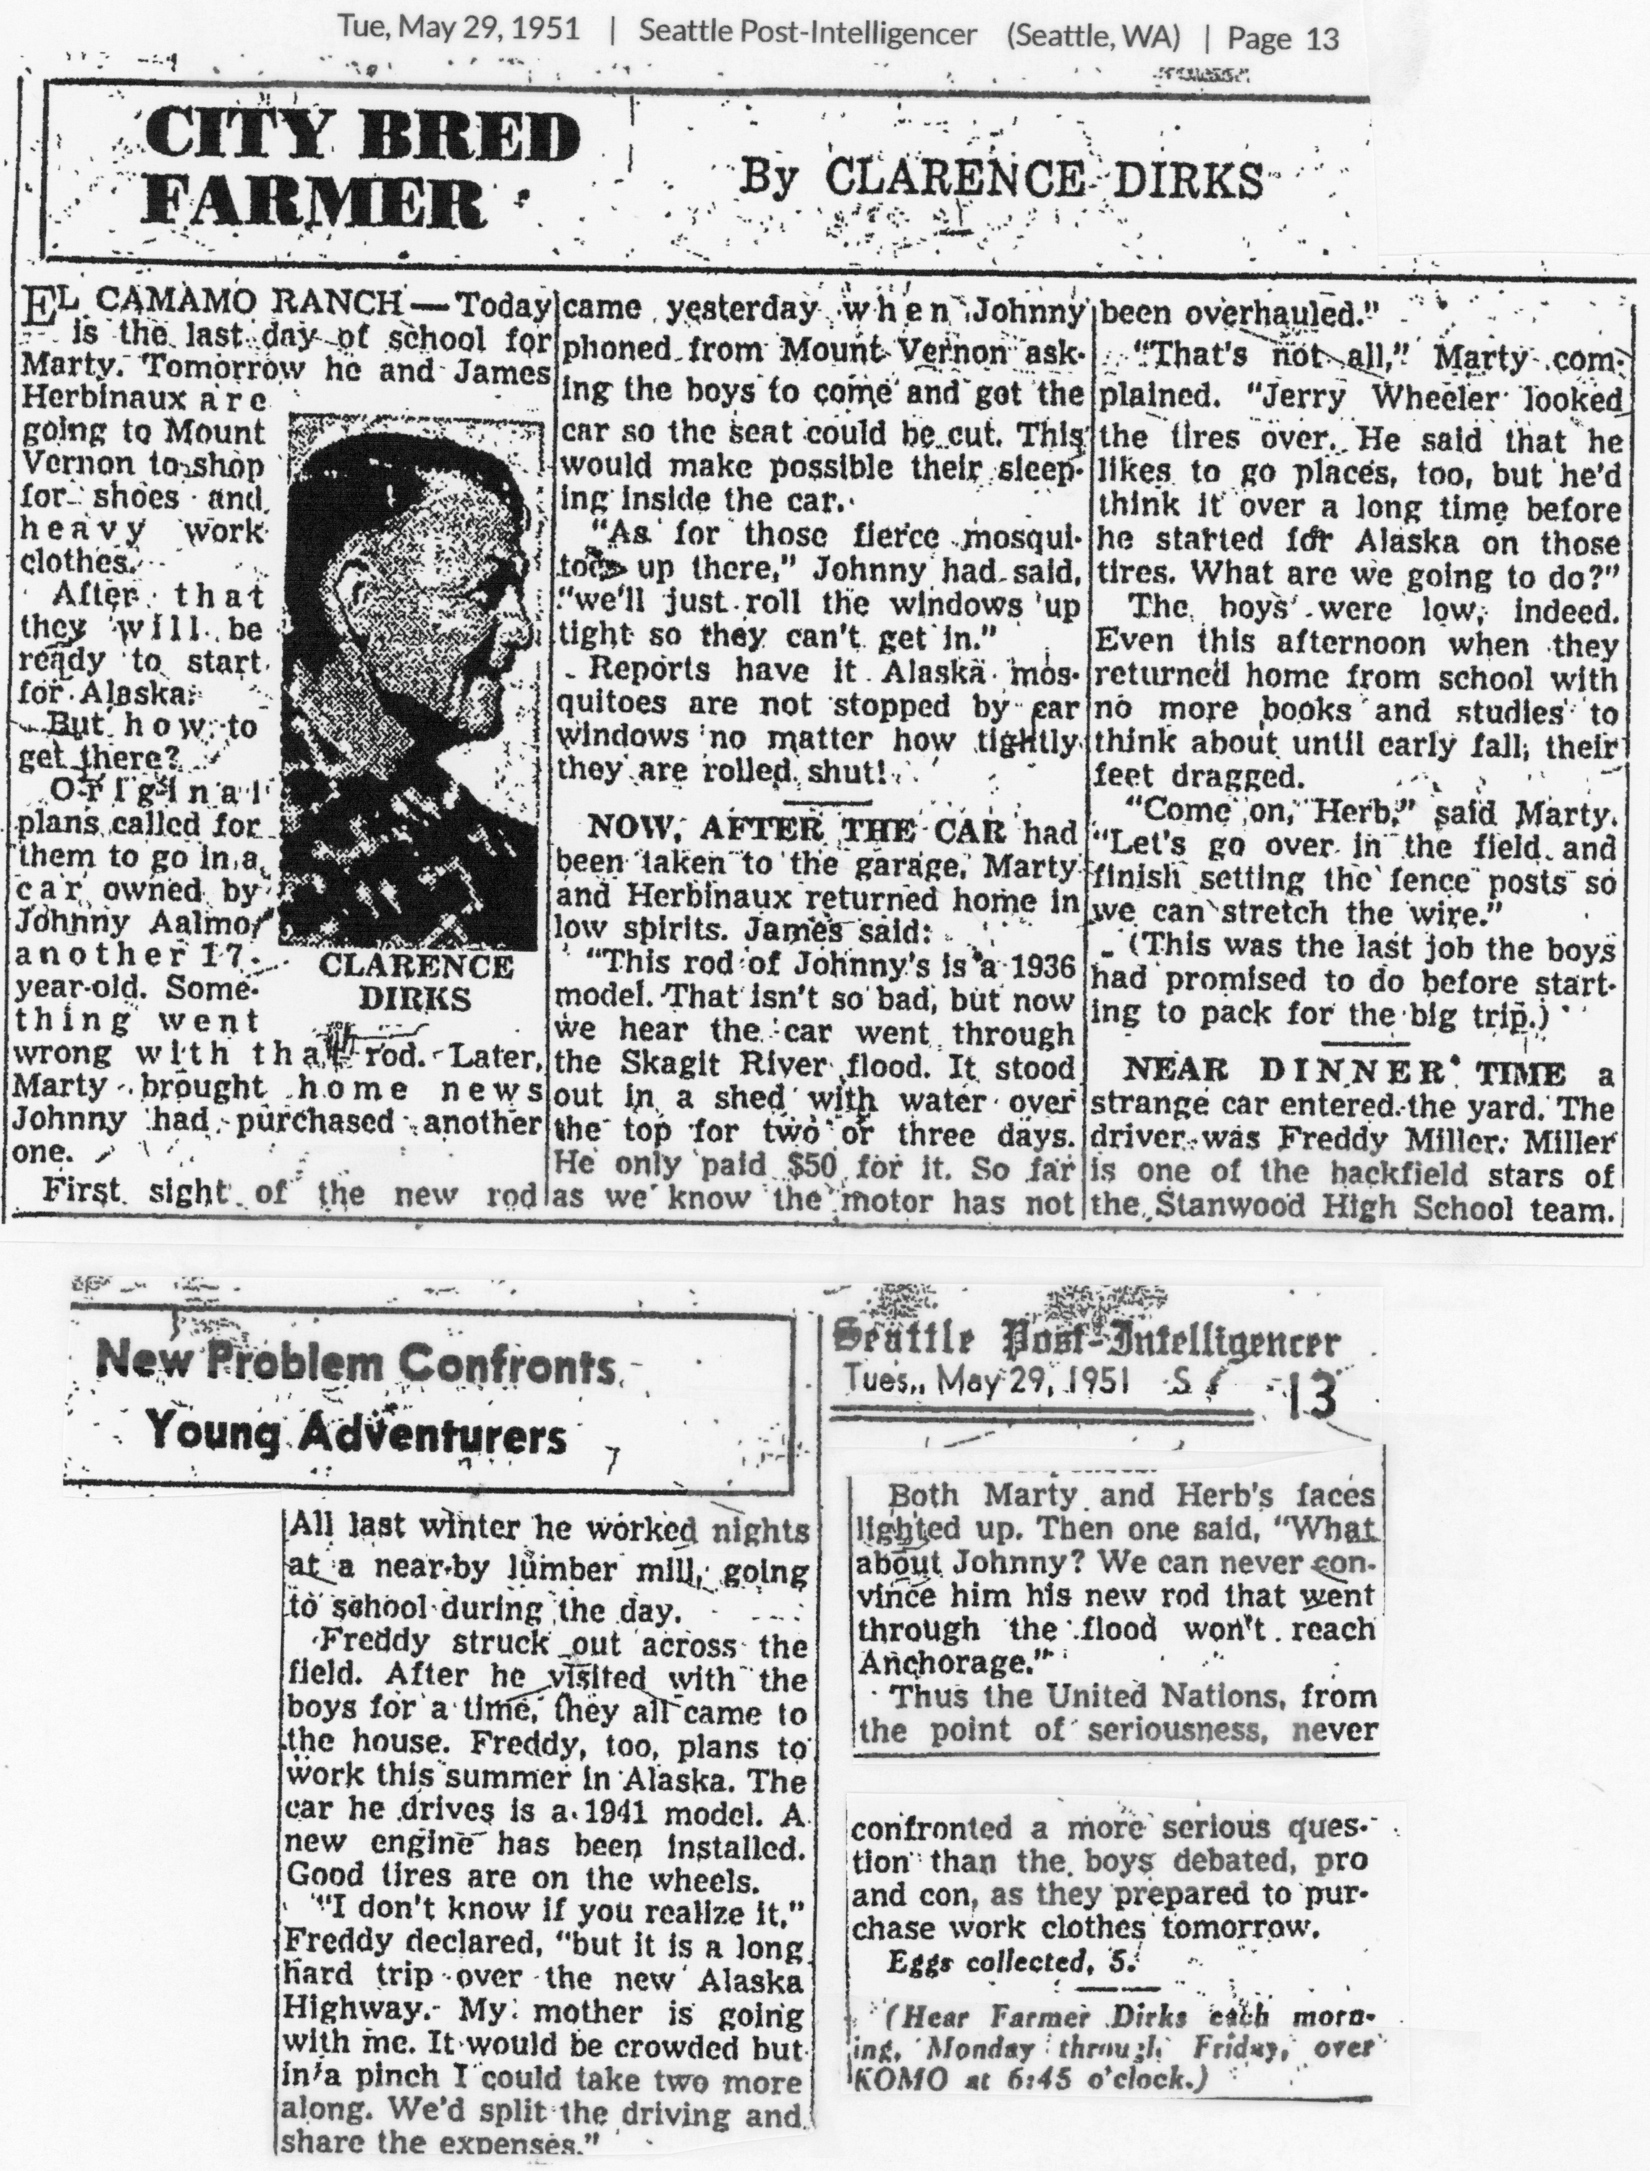 Tue, May 29, 1951 | Seattle Post-Intelligencer (Seattle, WA) | Page 13
CITY BRED
FARMER
By CLARENCE DIRKS
EL CAMAMO RANCH — Today
is the last day of school for
Marty. Tomorrow he and James
Herbinaux are
going to Mount
Vernon to shop
for shoes and
heavy work
clothes.
After that
they will be
ready to start
for Alaska.
But how to
get there?
Original
plans called for
them to go in a
car owned by
Johnny Aalmo,
another 17-
year-old. Some-
thing went
wrong with that rod. Later,
Marty brought home news
Johnny had purchased another
one.
First sight of the new rod
CLARENCE
DIRKS
came yesterday when Johnny
phoned from Mount Vernon ask-
ing the boys to come and get the
car so the seat could be cut. This
would make possible their sleep-
ing inside the car.
"As for those fierce mosqui-
toes up there," Johnny had said,
"we'll just roll the windows up
tight so they can't get in."
Reports have it Alaska mos-
quitoes are not stopped by car
windows no matter how tightly
they are rolled shut!
NOW, AFTER THE CAR had
been taken to the garage, Marty
and Herbinaux returned home in
low spirits. James said:
"This rod of Johnny's is a 1936
model. That isn't so bad, but now
we hear the car went through
the Skagit River flood. It stood
out in a shed with water over
the top for two or three days.
He only paid $50 for it. So far
as we know the motor has not
been overhauled."
"That's not all," Marty com-
plained. "Jerry Wheeler looked
the tires over. He said that he
likes to go places, too, but he'd
think it over a long time before
he started for Alaska on those
tires. What are we going to do?"
The boys were low, indeed.
Even this afternoon when they
returned home from school with
no more books and studies to
think about until early fall, their
feet dragged.
"Come on, Herb," said Marty.
"Let's go over in the field and
finish setting the fence posts so
we can stretch the wire."
(This was the last job the boys
had promised to do before start-
ing to pack for the big trip.)
NEAR DINNER TIME a
strange car entered the yard. The
driver was Freddy Miller. Miller
is one of the backfield stars of
the Stanwood High School team.
New Problem Confronts
Young Adventurers
All last winter he worked nights
at a near-by lumber mill, going
to school during the day.
Freddy struck out across the
field. After he visited with the
boys for a time, they all came to
the house. Freddy, too, plans to
work this summer in Alaska. The
car he drives is a 1941 model. A
new engine has been installed.
Good tires are on the wheels.
"I don't know if you realize it,"
Freddy declared, "but it is a long
hard trip over the new Alaska
Highway. My mother is going
with me. It would be crowded but
in a pinch I could take two more
along. We'd split the driving and
share the expenses."
Seattle Post-Intelligencer
Tues., May 29, 1951 S 13
Both Marty and Herb's faces
lighted up. Then one said, "What
about Johnny? We can never con-
vince him his new rod that went
through the flood won't reach
Anchorage."
Thus the United Nations, from
the point of seriousness, never
confronted a more serious ques-
tion than the boys debated, pro
and con, as they prepared to pur-
chase work clothes tomorrow.
Eggs collected, 5.
(Hear Farmer Dirks each morn-
ing, Monday through Friday, over
KOMO at 6:45 o'clock.)